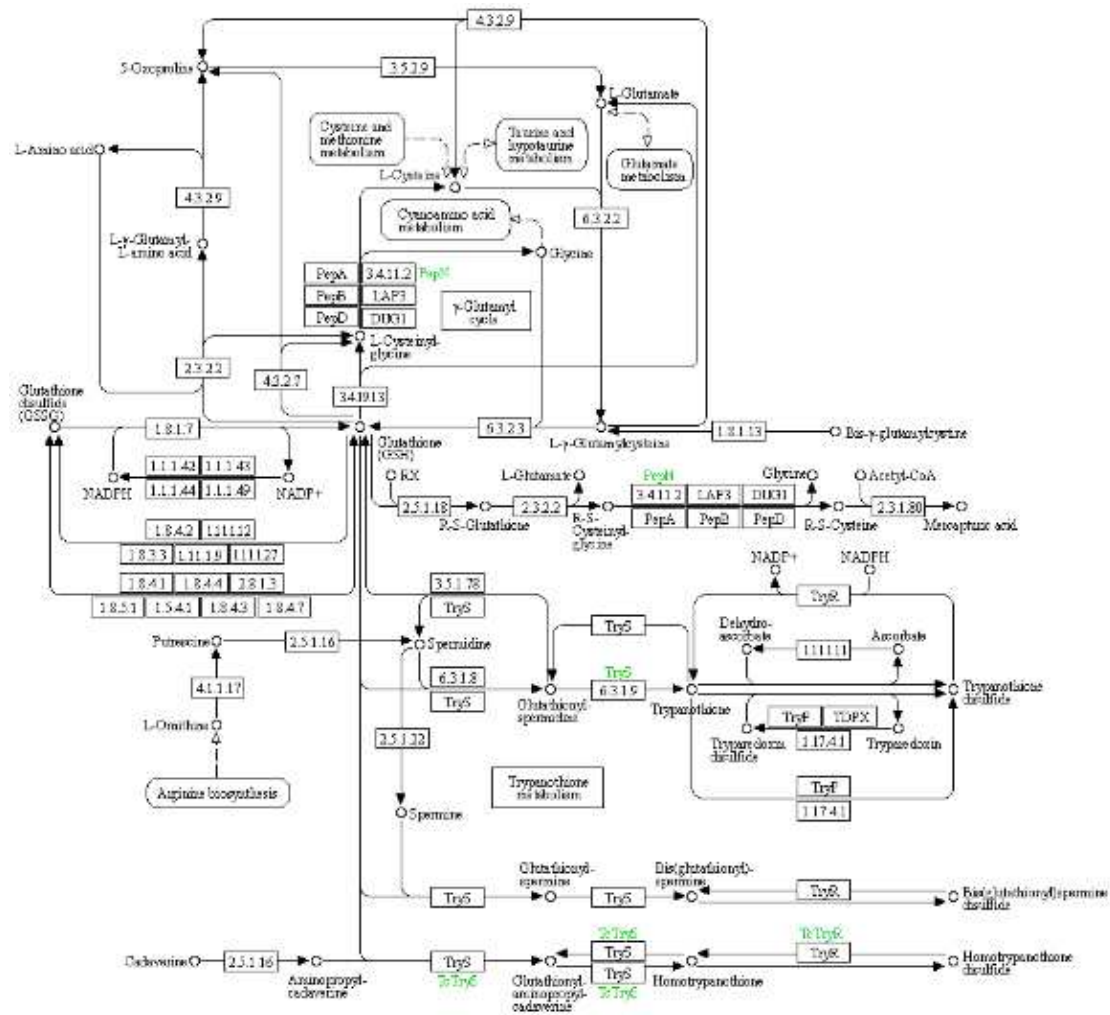 4.3.2.9
5-Oxoproline
3.5.2.9
L-Glutamate
Cysteine and
methionine
metabolism
Taurine and
hypotaurine
metabolism
L-Amino acid
Glutamate
metabolism
L-Cysteine
4.3.2.9
Cyanoamino acid
metabolism
6.3.2.2
L-γ-Glutamyl-
L-amino acid
Glycine
PepA
3.4.11.2
PepN
PepB
LAP3
γ-Glutamyl
cycle
PepD
DUG1
L-Cysteinyl-
glycine
2.3.2.2
4.3.2.7
3.4.19.13
Glutathione
disulfide
(GSSG)
1.8.1.7
Glutathione
(GSH)
6.3.2.3
L-γ-Glutamylcysteine
1.8.1.13
Bis-γ-glutamylcystine
1.1.1.42
1.1.1.43
NADPH
1.1.1.44
1.1.1.49
NADP+
RX
L-Glutamate
PepN
Glycine
Acetyl-CoA
3.4.11.2
LAP3
DUG1
2.5.1.18
2.3.2.2
2.3.1.80
R-S-Glutathione
R-S-
Cysteinyl-
glycine
PepA
PepB
PepD
R-S-Cysteine
Mercapturic acid
1.8.4.2
1.11.1.12
1.8.3.3
1.11.1.9
1.11.1.27
1.8.4.1
1.8.4.4
2.8.1.3
1.8.5.1
1.5.4.1
1.8.4.3
1.8.4.7
3.5.1.78
TryS
NADP+
NADPH
TryR
Putrescine
2.5.1.16
Spermidine
TryS
Dehydro-
ascorbate
Ascorbate
1.11.1.11
4.1.1.17
6.3.1.8
TryS
TryS
6.3.1.9
Glutathionyl-
spermidine
Trypanothione
Trypanothione
disulfide
L-Ornithine
2.5.1.22
TryP
TDPX
Tryparedoxin
disulfide
1.17.4.1
Tryparedoxin
Arginine biosynthesis
Trypanothione
metabolism
TryP
1.17.4.1
Spermine
Glutathionyl-
spermine
Bis(glutathionyl)-
spermine
TryS
TryS
TryR
Bis(glutathionyl)spermine
disulfide
TcTryS
TcTryR
Cadaverine
2.5.1.16
TryS
TryS
TryR
Homotrypanothione
disulfide
Aminopropyl-
cadaverine
TcTryS
Glutathionyl-
aminopropyl-
cadaverine
TryS
TcTryS
Homotrypanothione